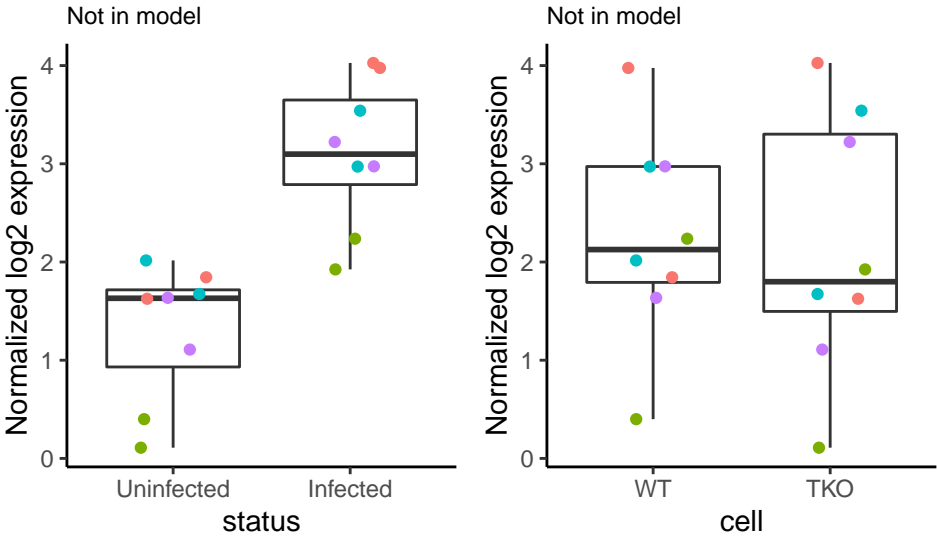 Not in model
Normalized log2 expression
4
3
2
1
0
Uninfected
Infected
status
Not in model
Normalized log2 expression
4
3
2
1
0
WT
TKO
cell